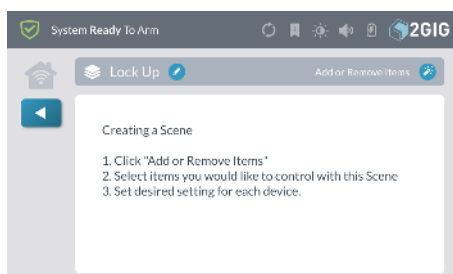 System Ready To Arm
2GIG
Lock Up
Add or Remove Items
Creating a Scene
1. Click "Add or Remove Items"
2. Select items you would like to control with this Scene
3. Set desired setting for each device.